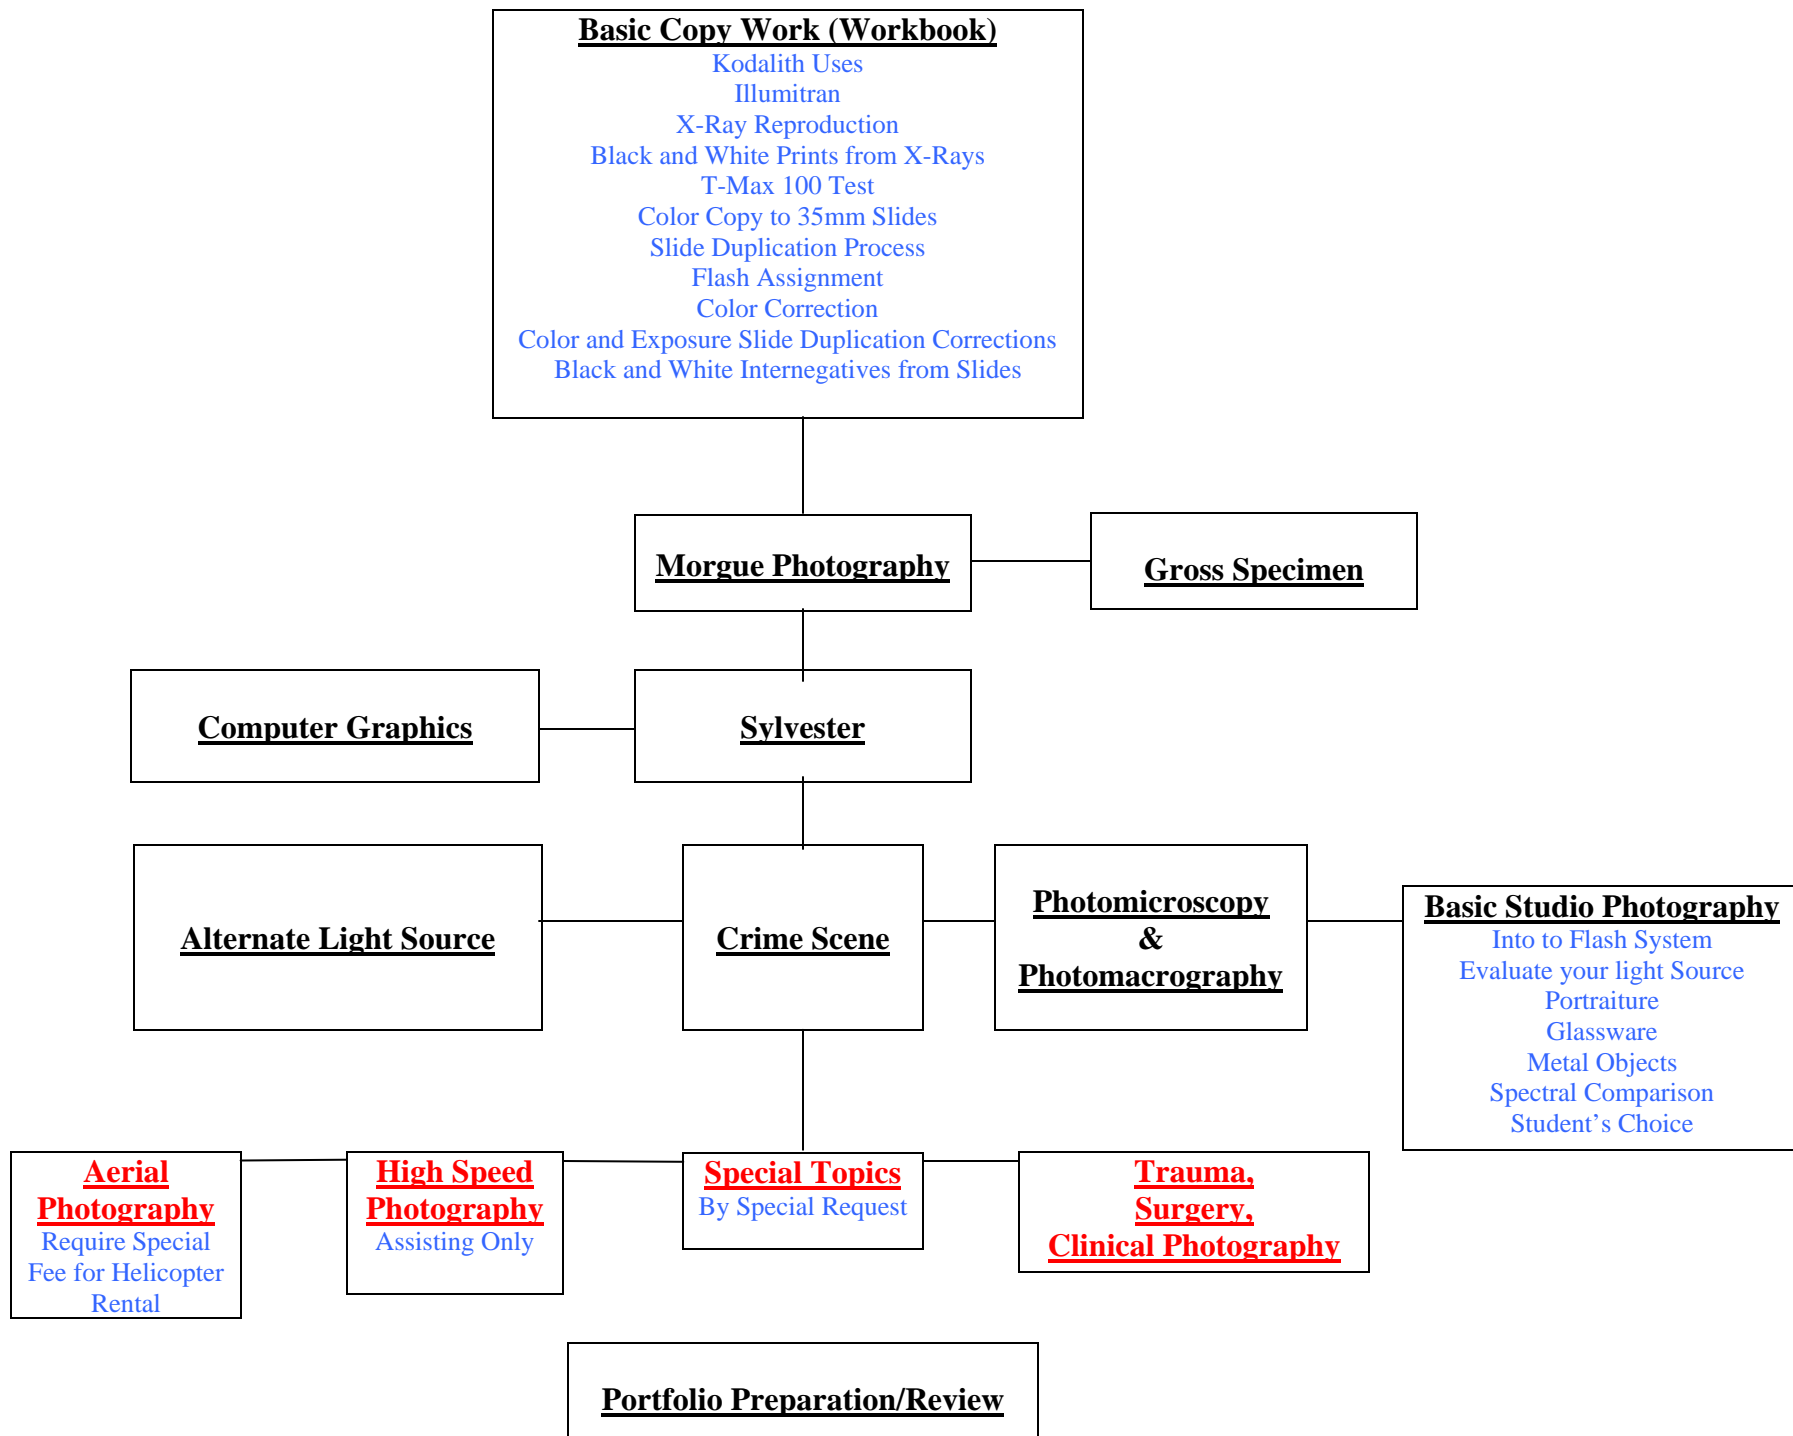 Basic Copy Work (Workbook)
Kodalith Uses
Illumitran
X-Ray Reproduction
Black and White Prints from X-Rays
T-Max 100 Test
Color Copy to 35mm Slides
Slide Duplication Process
Flash Assignment
Color Correction
Color and Exposure Slide Duplication Corrections
Black and White Internegatives from Slides
Morgue Photography
Gross Specimen
Computer Graphics
Sylvester
Alternate Light Source
Crime Scene
Photomicroscopy
&
Photomacrography
Basic Studio Photography
Into to Flash System
Evaluate your light Source
Portraiture
Glassware
Metal Objects
Spectral Comparison
Student’s Choice
Aerial
Photography
Require Special
Fee for Helicopter
Rental
High Speed
Photography
Assisting Only
Special Topics
By Special Request
Trauma,
Surgery,
Clinical Photography
Portfolio Preparation/Review